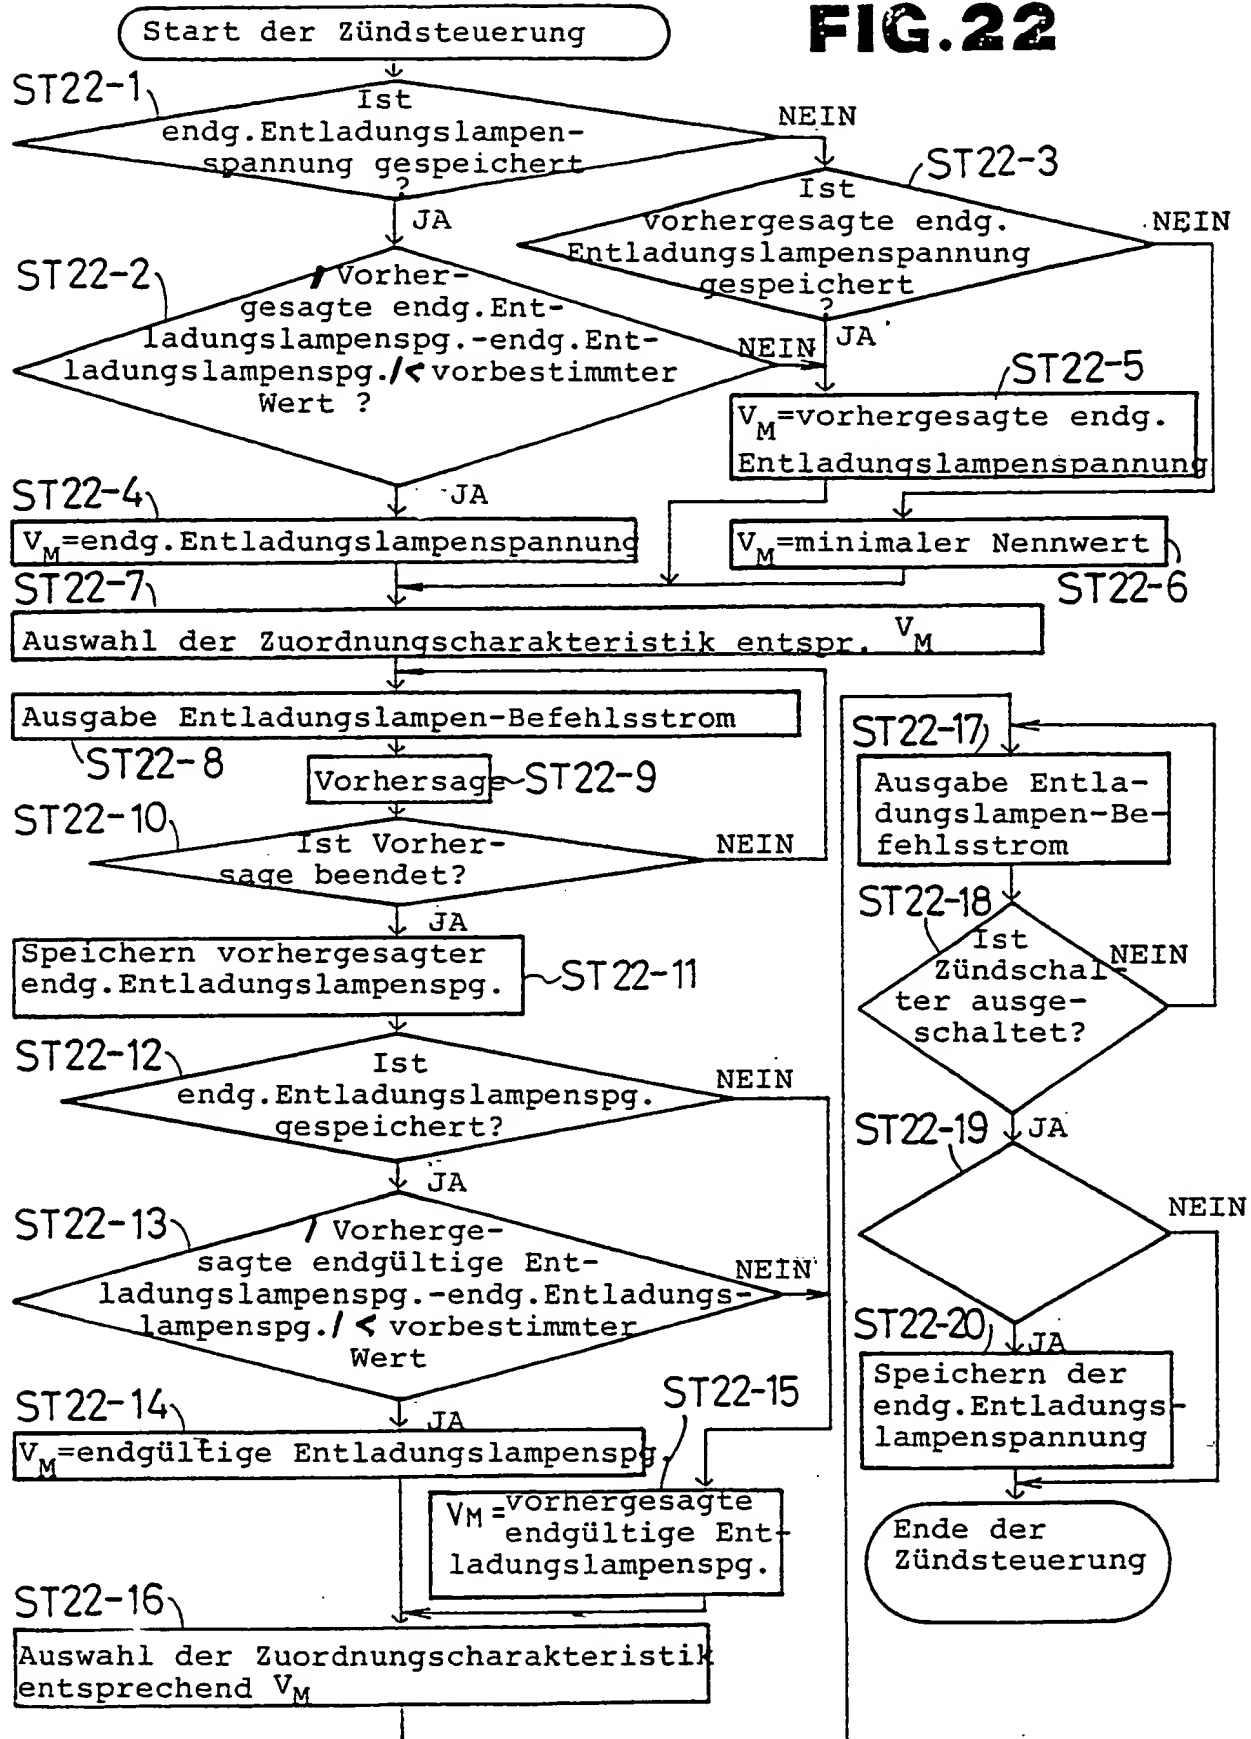 FIG.22
Start der Zündsteuerung
ST22-1
Ist
endg.Entladungslampen-
spannung gespeichert
?
NEIN
JA
ST22-3
Ist
vorhergesagte endg.
Entladungslampenspannung
gespeichert
?
NEIN
JA
ST22-2
/ Vorher-
gesagte endg.Ent-
ladungslampenspg.-endg.Ent-
ladungslampenspg./< vorbestimmter
Wert ?
NEIN
JA
ST22-5
VM=vorhergesagte endg.
Entladungslampenspannung
ST22-4
VM=endg.Entladungslampenspannung
VM=minimaler Nennwert
ST22-6
ST22-7
Auswahl der Zuordnungscharakteristik entspr. VM
Ausgabe Entladungslampen-Befehlsstrom
ST22-8
Vorhersage
ST22-9
ST22-10
Ist Vorher-
sage beendet?
NEIN
JA
Speichern vorhergesagter
endg.Entladungslampenspg.
ST22-11
ST22-12
Ist
endg.Entladungslampenspg.
gespeichert?
NEIN
JA
ST22-13
/ Vorherge-
sagte endgültige Ent-
ladungslampenspg.-endg.Entladungs-
lampenspg./ < vorbestimmter
Wert
NEIN
JA
ST22-14
VM=endgültige Entladungslampenspg.
ST22-15
VM=vorhergesagte
endgültige Ent-
ladungslampenspg.
ST22-16
Auswahl der Zuordnungscharakteristik
entsprechend VM
ST22-17
Ausgabe Entla-
dungslampen-Be-
fehlsstrom
ST22-18
Ist
Zündschal-
ter ausge-
schaltet?
NEIN
JA
ST22-19
NEIN
JA
ST22-20
Speichern der
endg.Entladungs-
lampenspannung
Ende der
Zündsteuerung